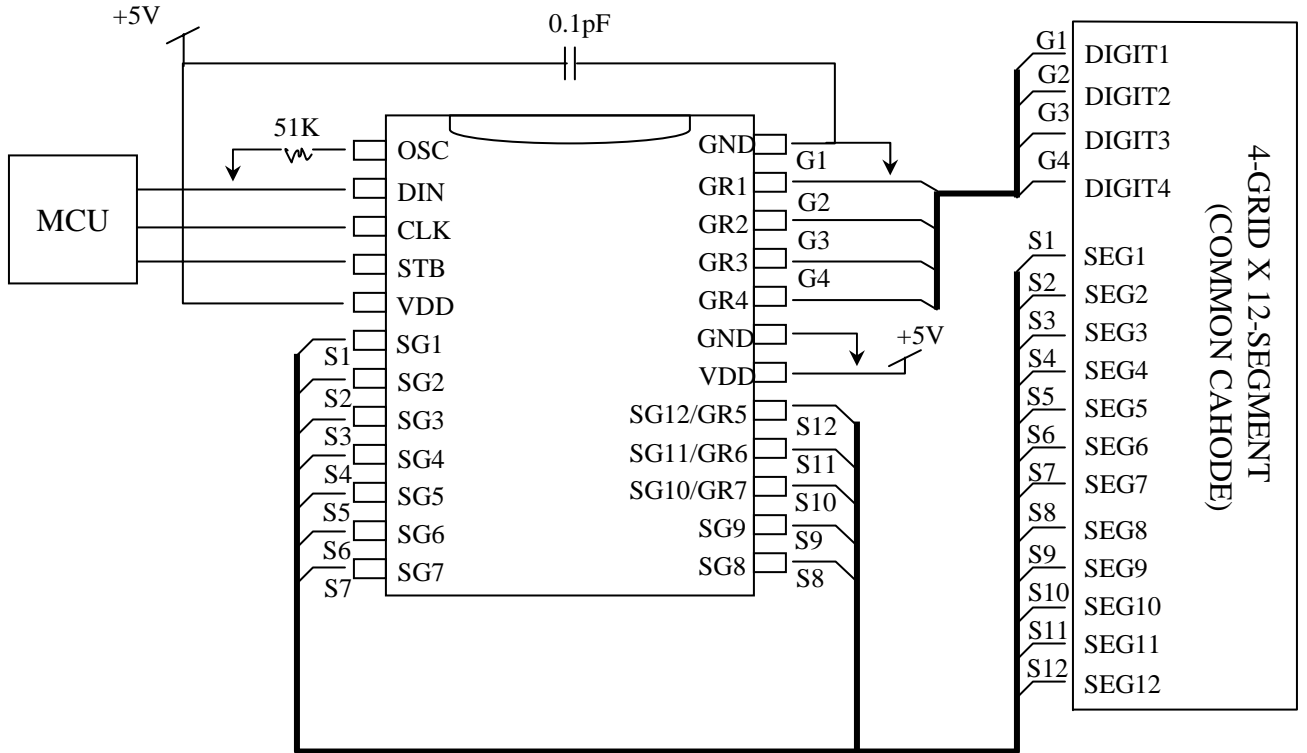 +5V
0.1pF
51K
MCU
OSC
DIN
CLK
STB
VDD
SG1
SG2
SG3
SG4
SG5
SG6
SG7
S1
S2
S3
S4
S5
S6
S7
GND
GR1
GR2
GR3
GR4
GND
VDD
SG12/GR5
SG11/GR6
SG10/GR7
SG9
SG8
G1
G2
G3
G4
+5V
S12
S11
S10
S9
S8
G1
G2
G3
G4
S1
S2
S3
S4
S5
S6
S7
S8
S9
S10
S11
S12
DIGIT1
DIGIT2
DIGIT3
DIGIT4
SEG1
SEG2
SEG3
SEG4
SEG5
SEG6
SEG7
SEG8
SEG9
SEG10
SEG11
SEG12
4-GRID X 12-SEGMENT
(COMMON CAHODE)